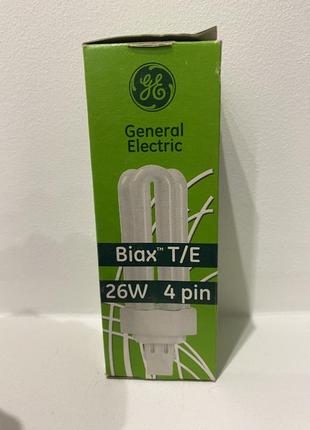 GE
General
Electric
Biax™ T/E
26W 4 pin